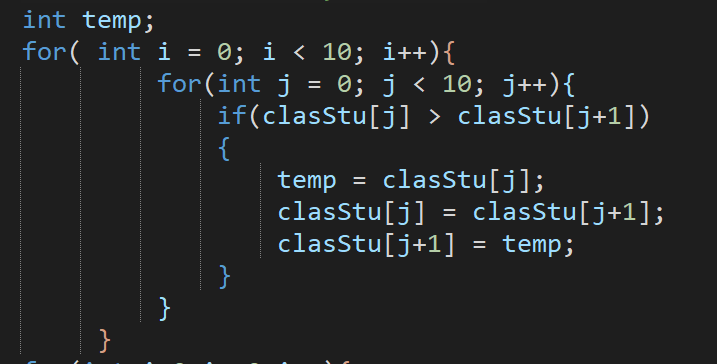 int temp;
for( int i = 0; i < 10; i++){
for(int j = 0; j < 10; j++){
if(clasStu[j] > clasStu[j+1])
{
temp = clasStu[j];
clasStu[j] = clasStu[j+1];
clasStu[j+1] = temp;
}
}
}